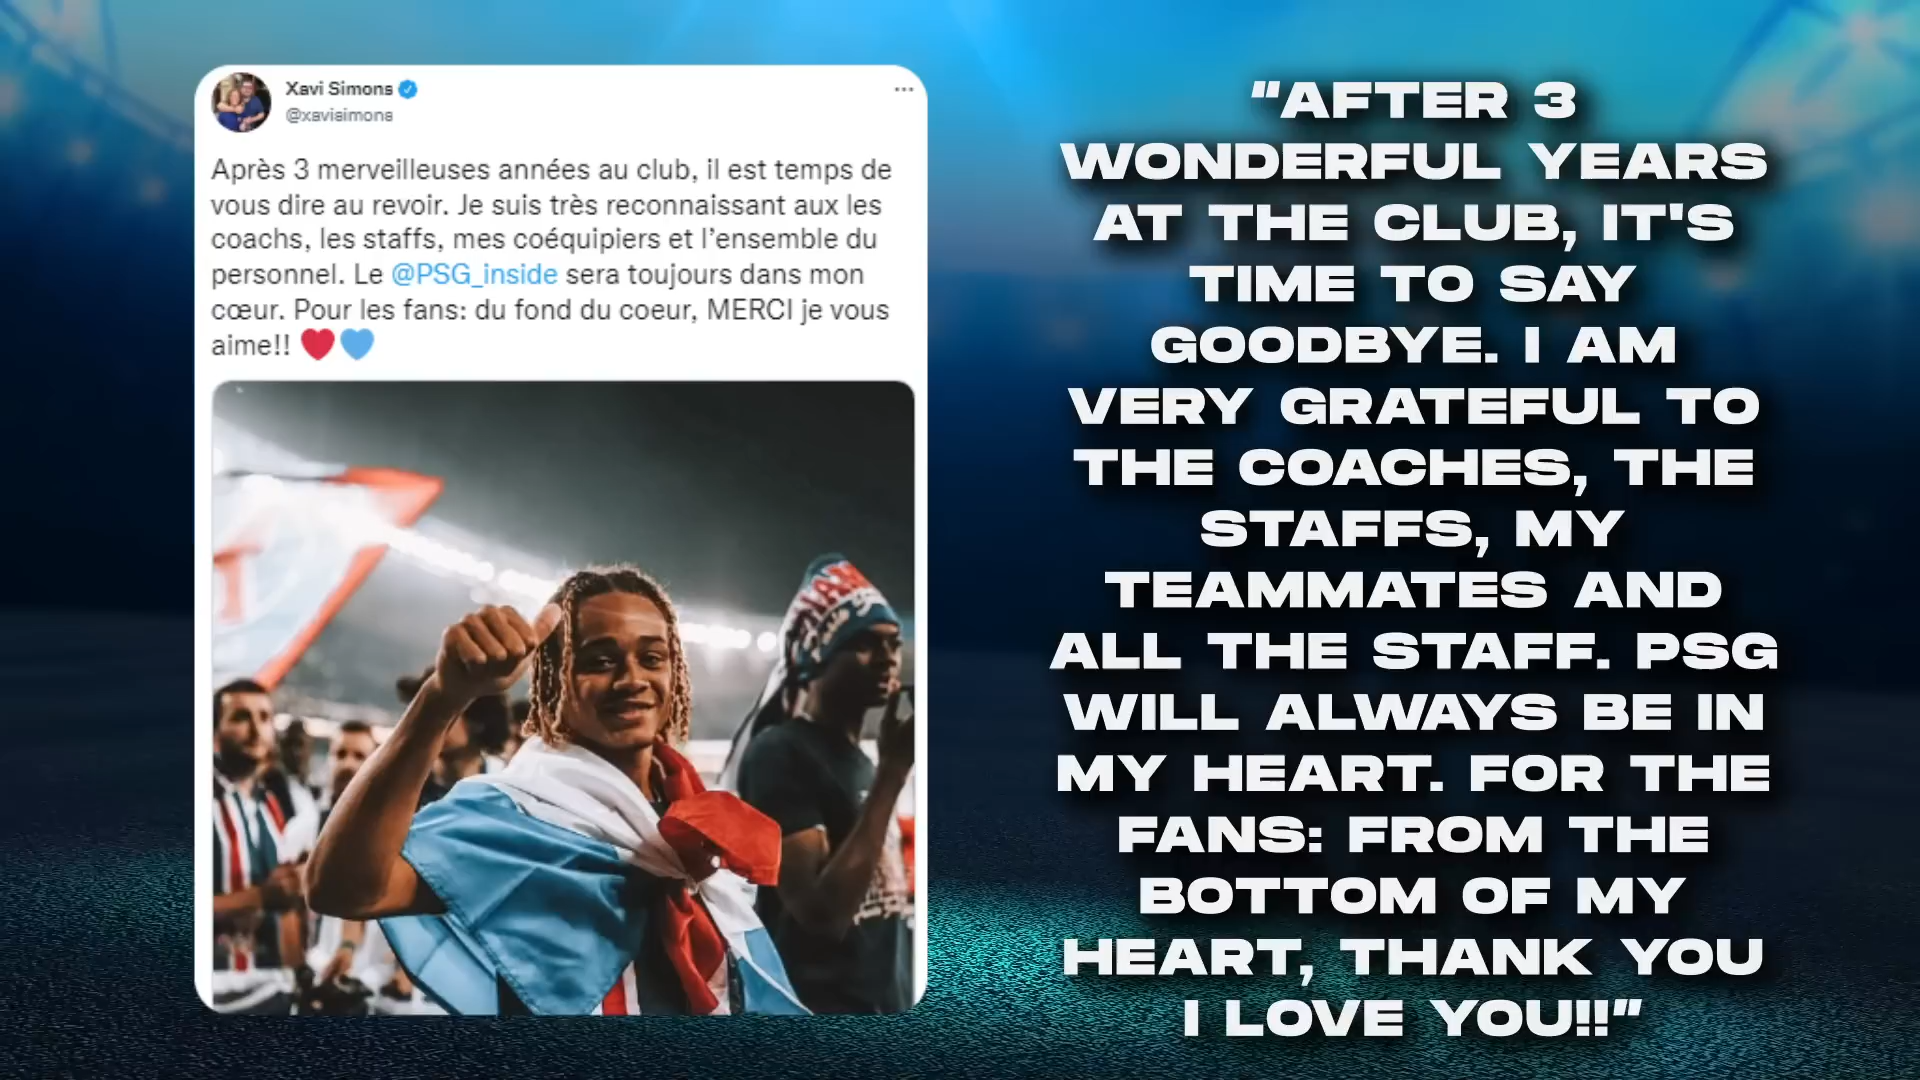 Xavi Simons
@xavisimons
Après 3 merveilleuses années au club, il est temps de
vous dire au revoir. Je suis très reconnaissant aux les
coachs, les staffs, mes coéquipiers et l’ensemble du
personnel. Le @PSG_inside sera toujours dans mon
cœur. Pour les fans: du fond du coeur, MERCI je vous
aime!! ❤️💙
"AFTER 3
WONDERFUL YEARS
AT THE CLUB, IT'S
TIME TO SAY
GOODBYE. I AM
VERY GRATEFUL TO
THE COACHES, THE
STAFFS, MY
TEAMMATES AND
ALL THE STAFF. PSG
WILL ALWAYS BE IN
MY HEART. FOR THE
FANS: FROM THE
BOTTOM OF MY
HEART, THANK YOU
I LOVE YOU!!"